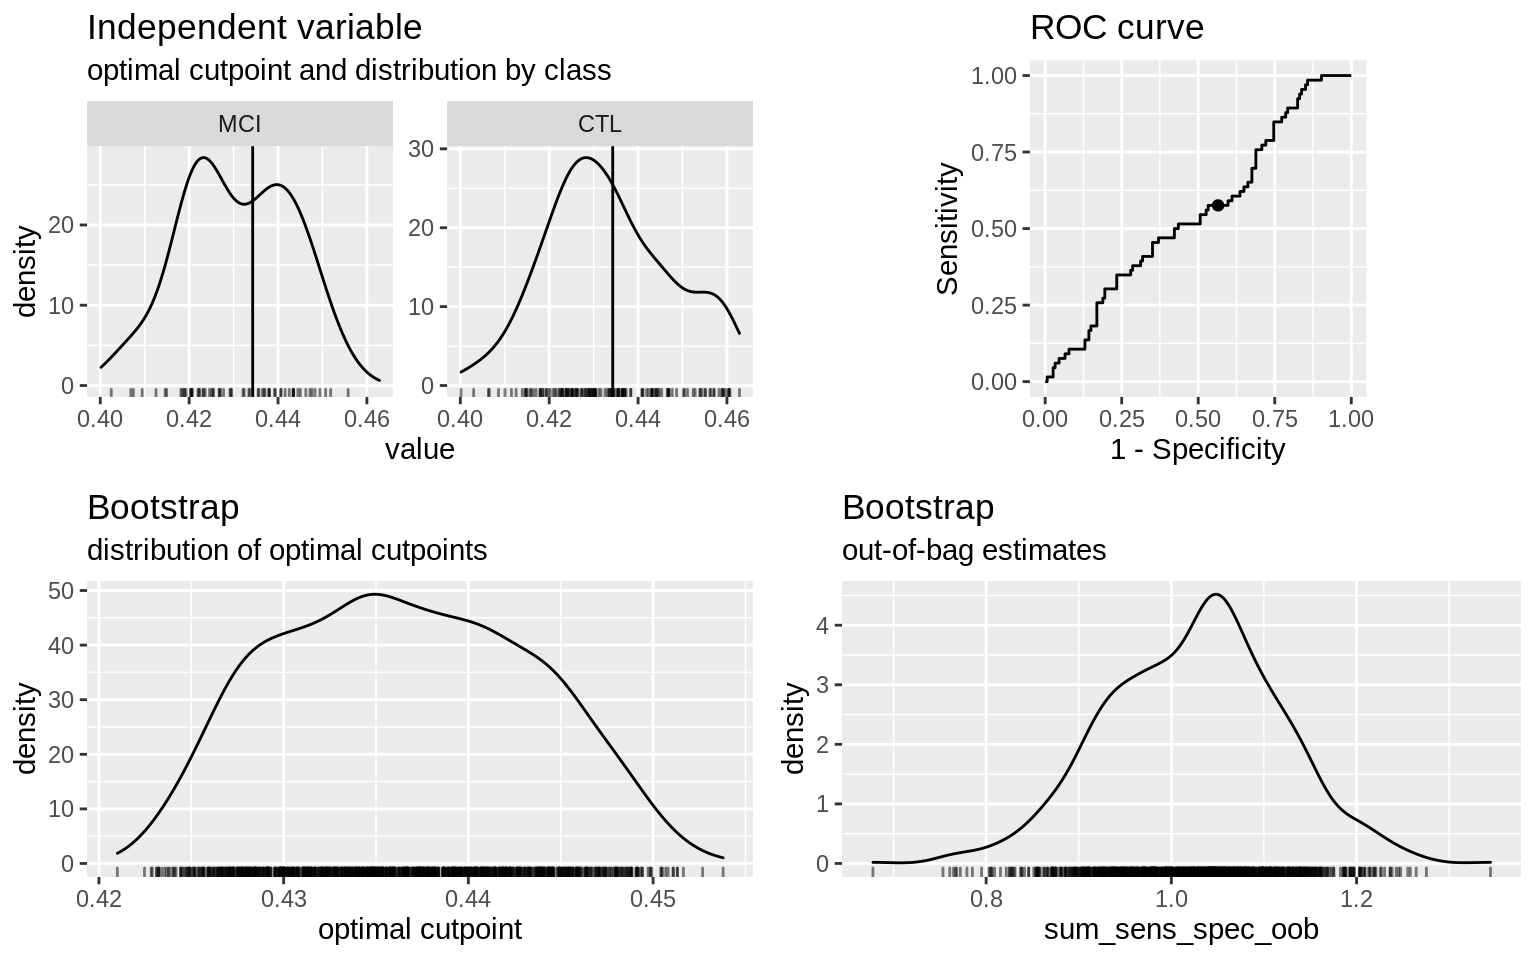 Independent variable
optimal cutpoint and distribution by class
MCI
CTL
density
20
10
0
30
20
10
0
0.40 0.42 0.44 0.46
0.40 0.42 0.44 0.46
value
ROC curve
Sensitivity
1.00
0.75
0.50
0.25
0.00
0.00 0.25 0.50 0.75 1.00
1 - Specificity
Bootstrap
distribution of optimal cutpoints
density
50
40
30
20
10
0
0.42 0.43 0.44 0.45
optimal cutpoint
Bootstrap
out-of-bag estimates
density
4
3
2
1
0
0.8 1.0 1.2
sum_sens_spec_oob